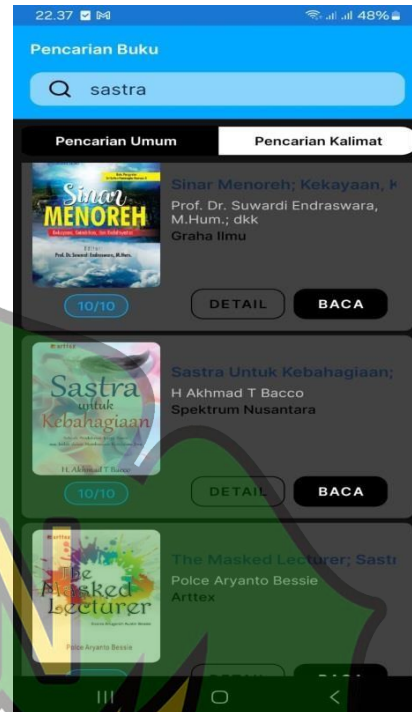 22.37
48%
Pencarian Buku
sastra
Pencarian Umum
Pencarian Kalimat
Sinar
MENOREH
Editor:
Prof. Dr. Suwardi Endraswara, M.Hum.
Sinar Menoreh; Kekayaan, K
Prof. Dr. Suwardi Endraswara,
M.Hum.; dkk
Graha Ilmu
10/10
DETAIL
BACA
arttex
Sastra
untuk
Kebahagiaan
H. Akhmad T Bacco
Sastra Untuk Kebahagiaan;
H Akhmad T Bacco
Spektrum Nusantara
10/10
DETAIL
BACA
arttex
The
Masked
Lecturer
Polce Aryanto Bessie
The Masked Lecturer; Sastr
Polce Aryanto Bessie
Arttex